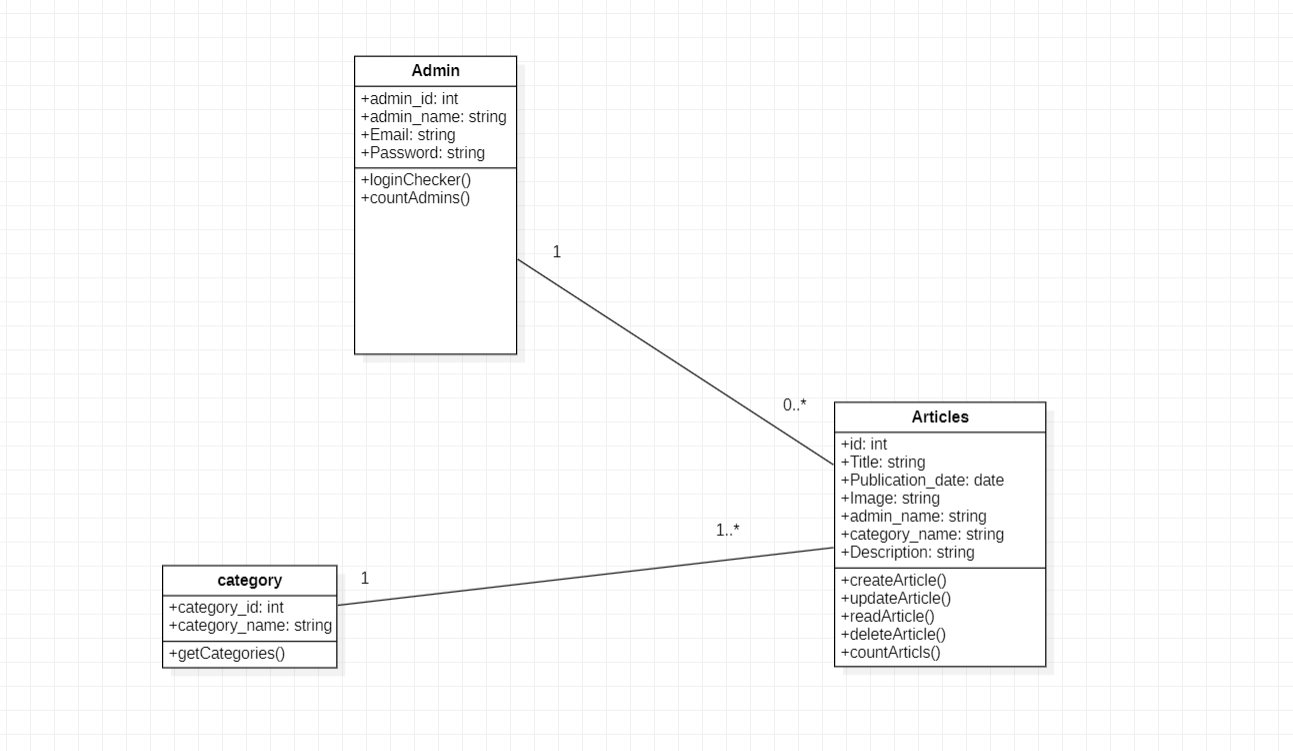 Admin
+admin_id: int
+admin_name: string
+Email: string
+Password: string
+loginChecker()
+countAdmins()
1
0..*
Articles
+id: int
+Title: string
+Publication_date: date
+Image: string
+admin_name: string
+category_name: string
+Description: string
+createArticle()
+updateArticle()
+readArticle()
+deleteArticle()
+countArticls()
1..*
1
category
+category_id: int
+category_name: string
+getCategories()